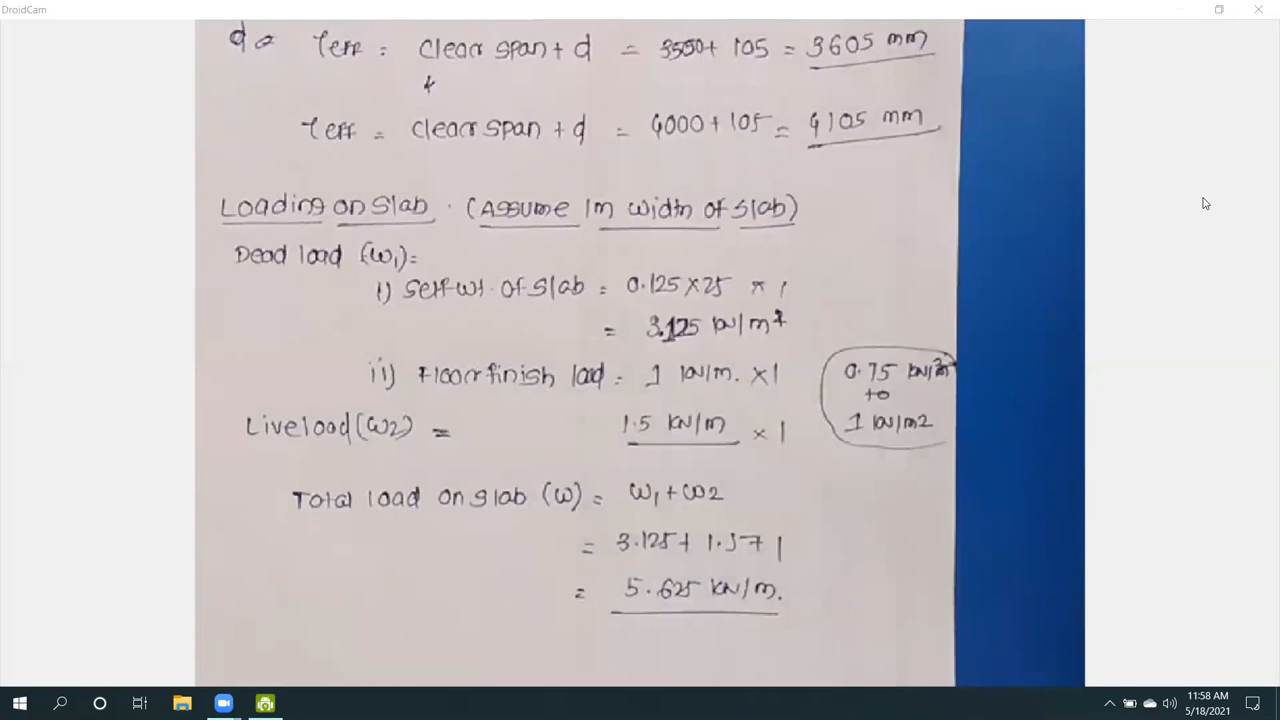 DroidCam
leff = clear span + d = 3500+ 105 = 3605 mm
&
leff = clear span + d = 4000 + 105 = 4105 mm
Loading on slab . (Assume 1m width of slab)
Dead load (w1):
i) Self wt. of slab = 0.125 × 25 × 1
= 3.125 kN/m
ii) Floor finish load = 1 kN/m. × 1
0.75 kN/m2
to
1 kN/m2
Live load (w2) = 1.5 kN/m × 1
Total load on slab (w) = w1 + w2
= 3.125 + 1.5 + 1
= 5.625 kN/m.
11:58 AM
5/18/2021